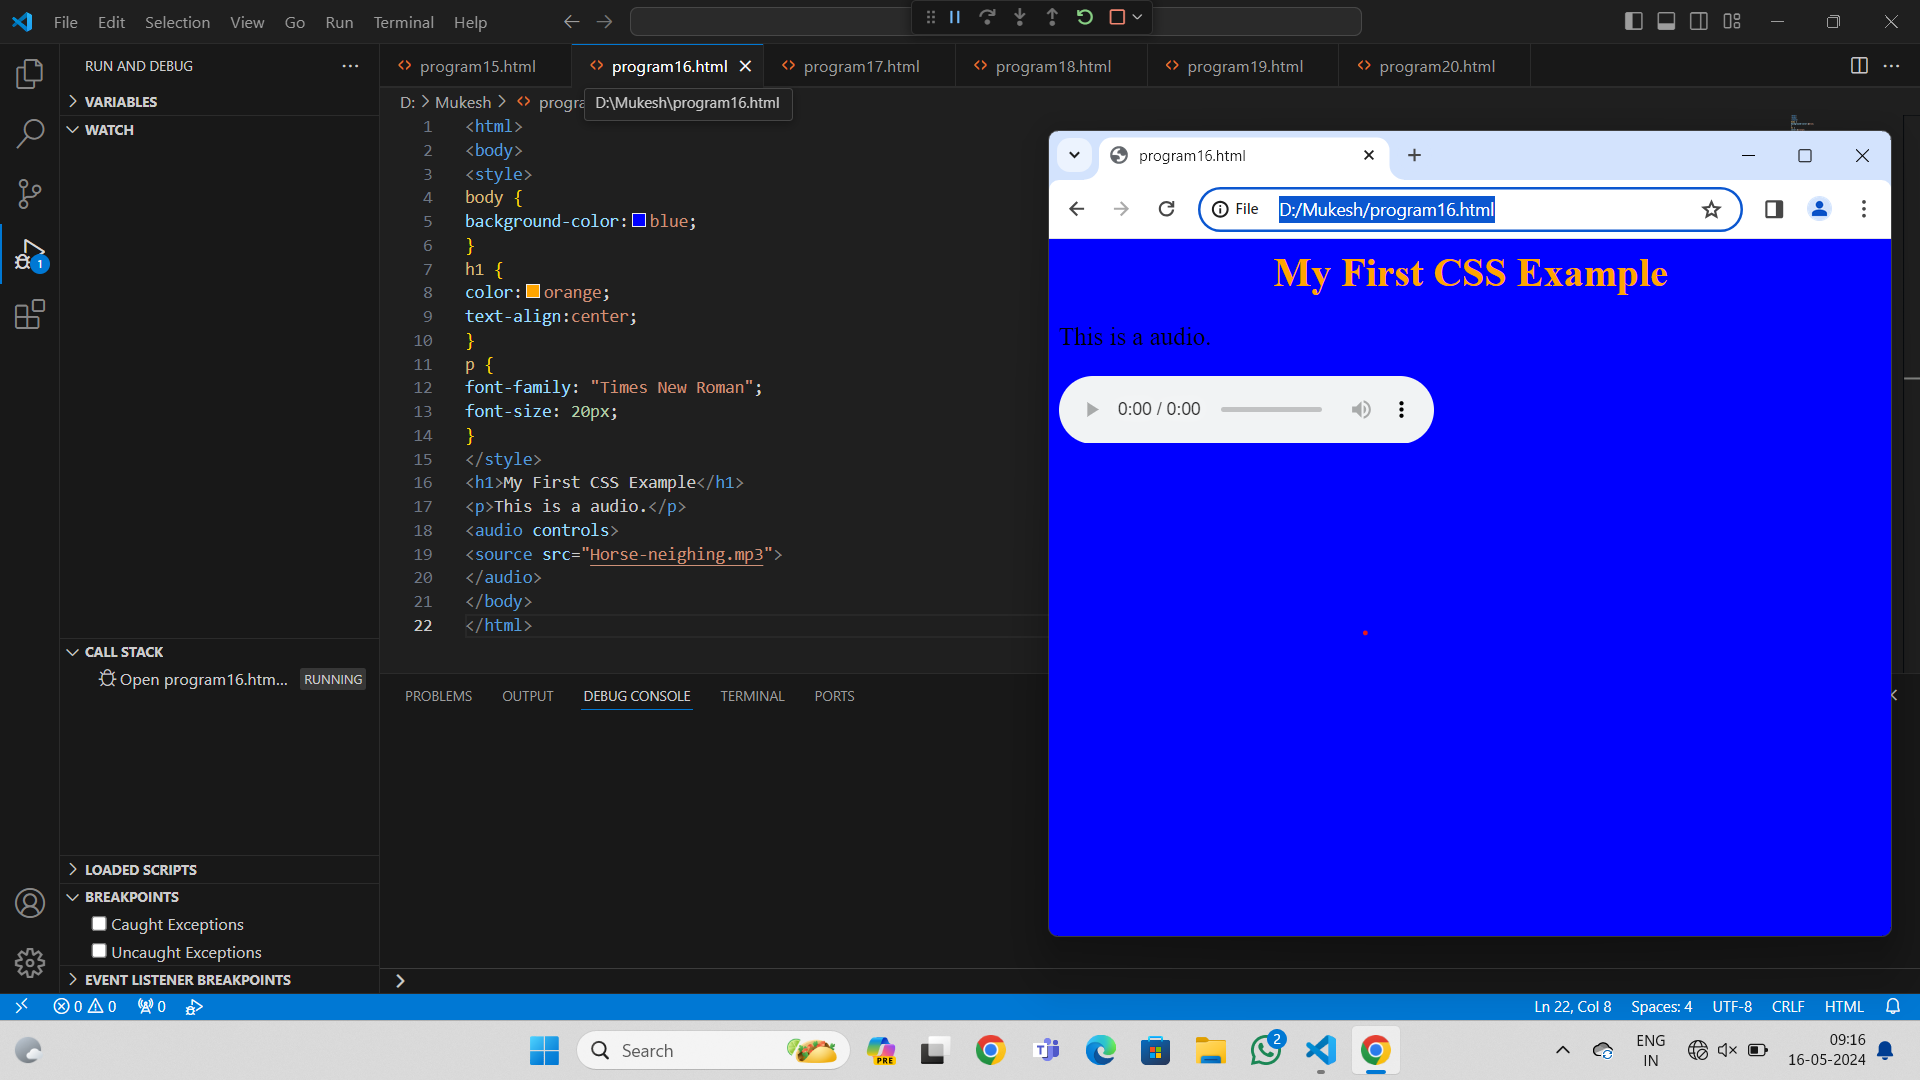 File Edit Selection View Go Run Terminal Help
RUN AND DEBUG
VARIABLES
WATCH
CALL STACK
Open program16.htm... RUNNING
LOADED SCRIPTS
BREAKPOINTS
Caught Exceptions
Uncaught Exceptions
EVENT LISTENER BREAKPOINTS
1
program15.html program16.html program17.html program18.html program19.html program20.html
D: Mukesh
D:\Mukesh\program16.html
1 <html>
2 <body>
3 <style>
4 body {
5 background-color:blue;
6 }
7 h1 {
8 color:orange;
9 text-align:center;
10 }
11 p {
12 font-family: "Times New Roman";
13 font-size: 20px;
14 }
15 </style>
16 <h1>My First CSS Example</h1>
17 <p>This is a audio.</p>
18 <audio controls>
19 <source src="Horse-neighing.mp3">
20 </audio>
21 </body>
22 </html>
PROBLEMS OUTPUT DEBUG CONSOLE TERMINAL PORTS
program16.html
File D:/Mukesh/program16.html
My First CSS Example
This is a audio.
0:00 / 0:00
0 0 0
Ln 22, Col 8 Spaces: 4 UTF-8 CRLF HTML
Search
PRE
2
ENG
IN
09:16
16-05-2024